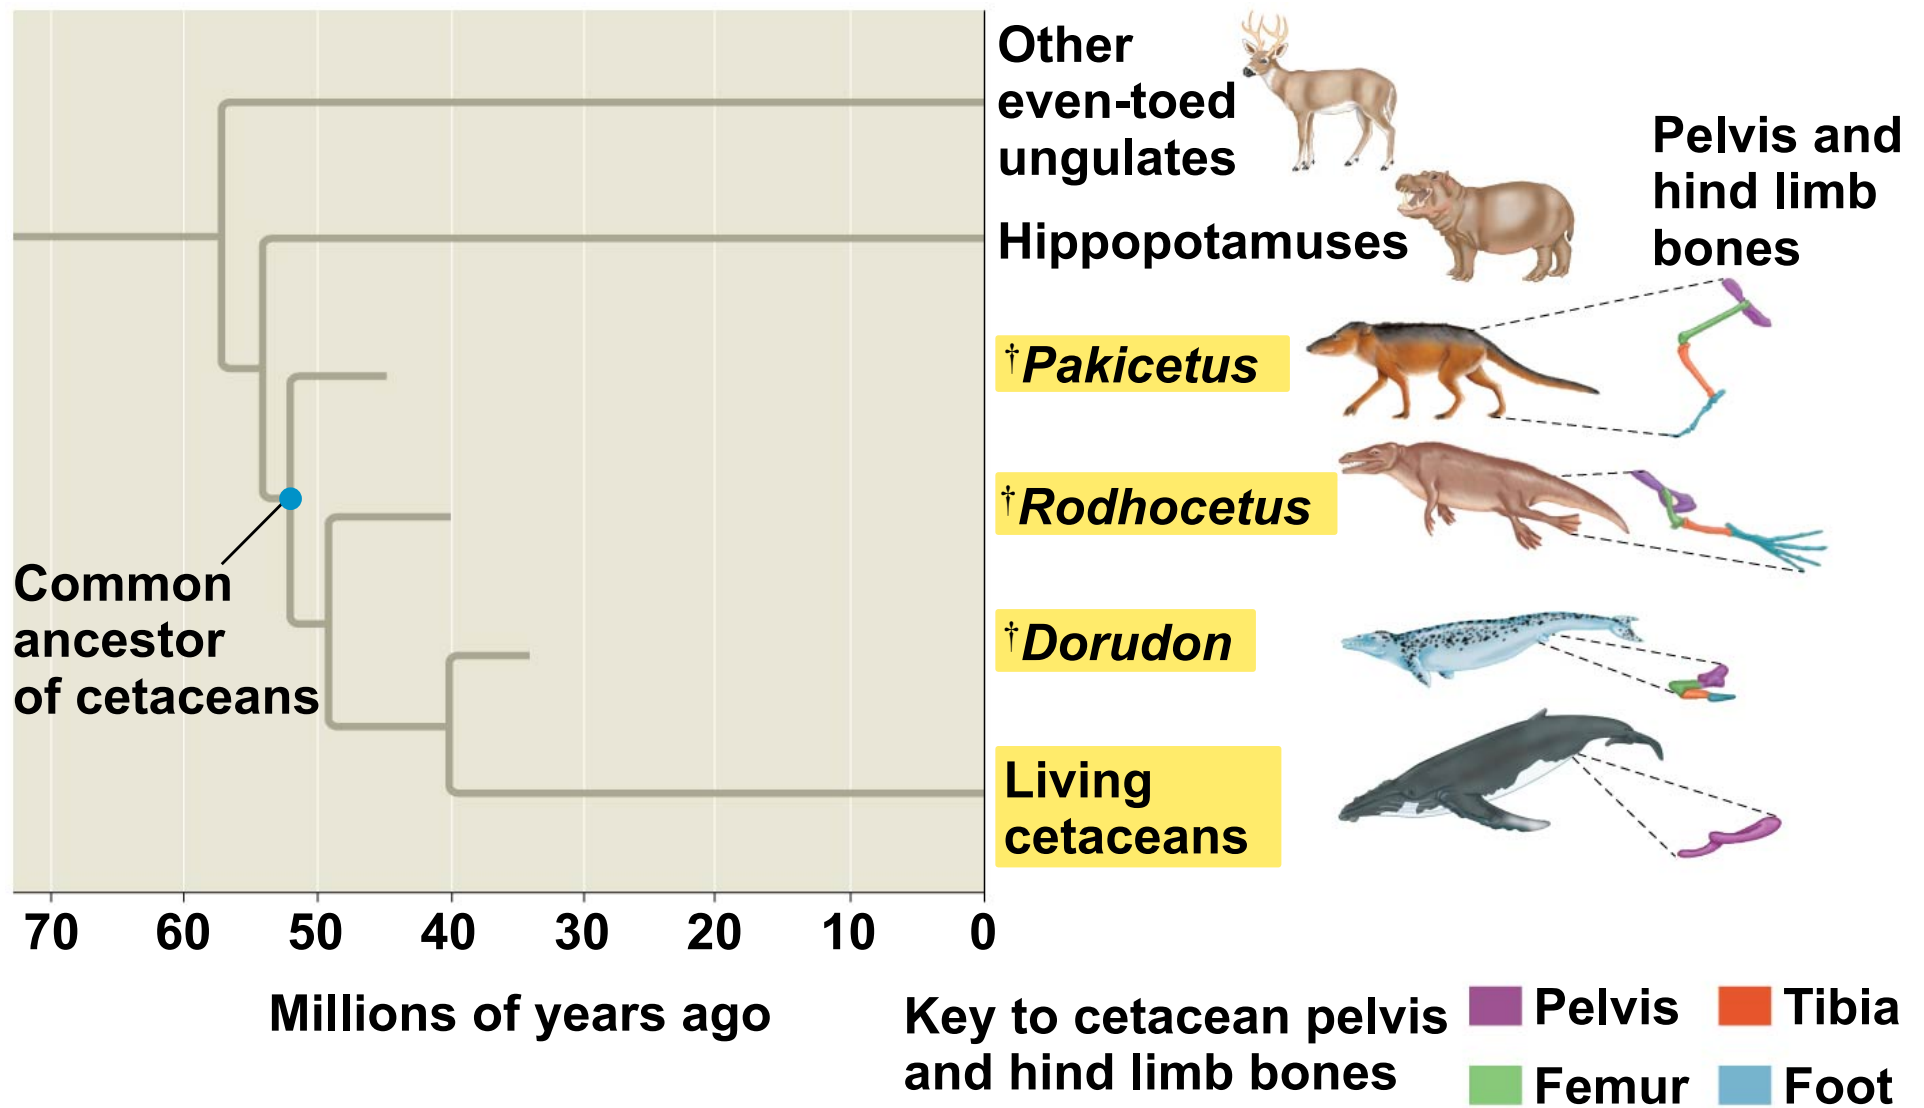 Other
even-toed
ungulates
Pelvis and
hind limb
bones
Hippopotamuses
†Pakicetus
†Rodhocetus
Common
ancestor
of cetaceans
†Dorudon
Living
cetaceans
70 60 50 40 30 20 10 0
Millions of years ago
Key to cetacean pelvis
and hind limb bones
Pelvis
Tibia
Femur
Foot